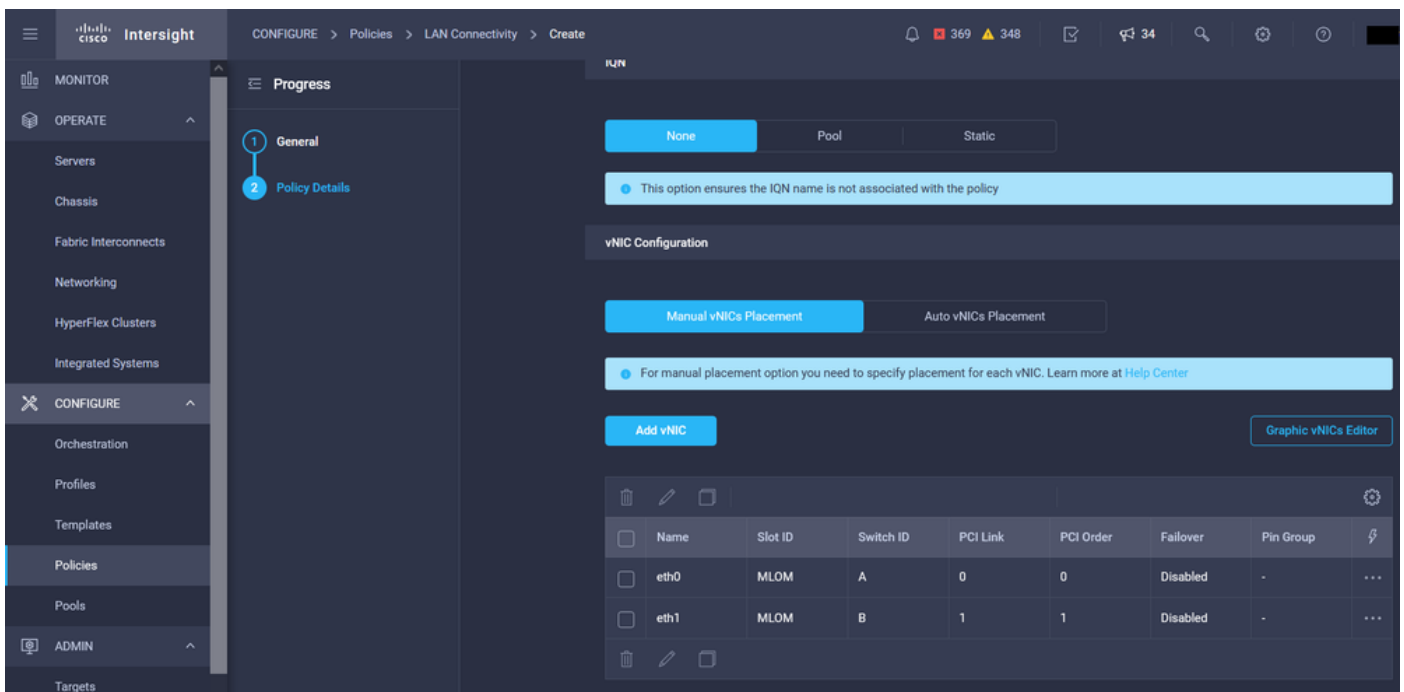 cisco Intersight
CONFIGURE > Policies > LAN Connectivity > Create
369 348 34
MONITOR
OPERATE
Servers
Chassis
Fabric Interconnects
Networking
HyperFlex Clusters
Integrated Systems
CONFIGURE
Orchestration
Profiles
Templates
Policies
Pools
ADMIN
Targets
Progress
1 General
2 Policy Details
IQN
None Pool Static
This option ensures the IQN name is not associated with the policy
vNIC Configuration
Manual vNICs Placement Auto vNICs Placement
For manual placement option you need to specify placement for each vNIC. Learn more at Help Center
Add vNIC Graphic vNICs Editor
Name Slot ID Switch ID PCI Link PCI Order Failover Pin Group
eth0 MLOM A 0 0 Disabled -
eth1 MLOM B 1 1 Disabled -